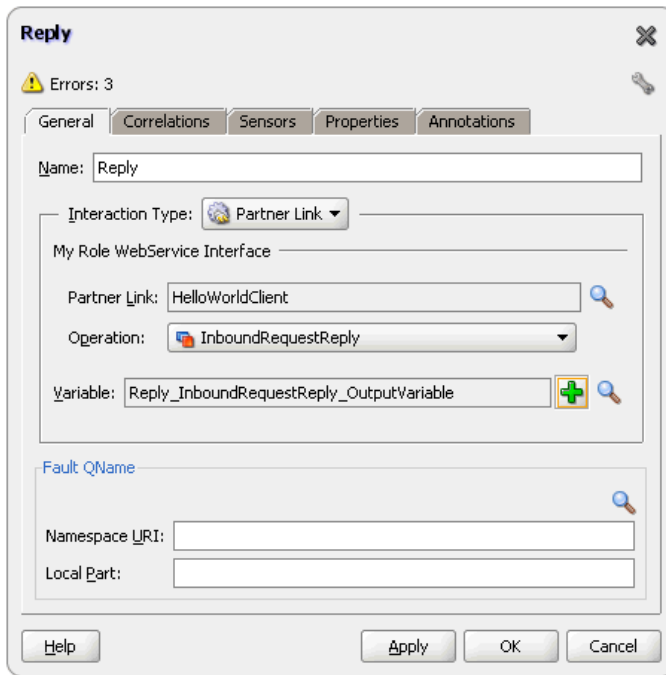 Reply
Errors: 3
General Correlations Sensors Properties Annotations
Name: Reply
Interaction Type: Partner Link
My Role WebService Interface
Partner Link: HelloWorldClient
Operation: InboundRequestReply
Variable: Reply_InboundRequestReply_OutputVariable
Fault QName
Namespace URI:
Local Part:
Help Apply OK Cancel